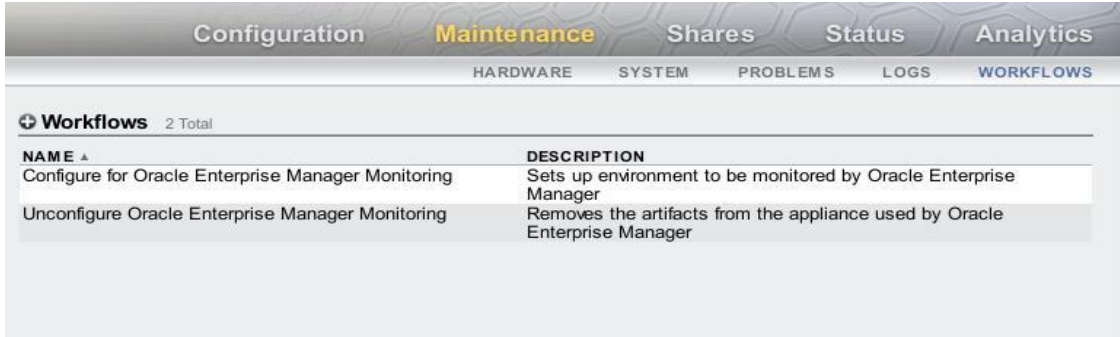 Configuration Maintenance Shares Status Analytics
HARDWARE SYSTEM PROBLEMS LOGS WORKFLOWS
Workflows 2 Total
NAME DESCRIPTION
Configure for Oracle Enterprise Manager Monitoring Sets up environment to be monitored by Oracle Enterprise
Manager
Unconfigure Oracle Enterprise Manager Monitoring Removes the artifacts from the appliance used by Oracle
Enterprise Manager